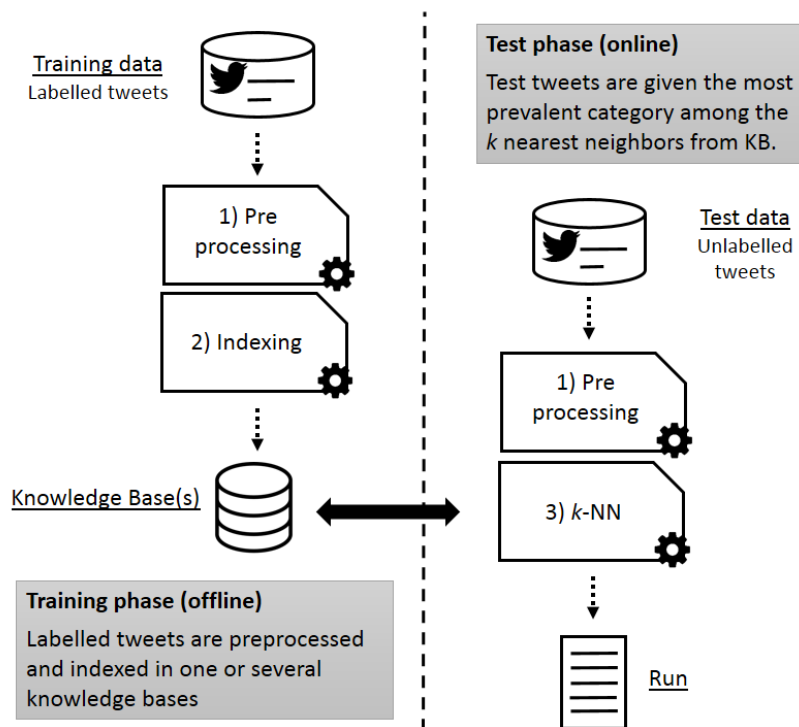 Training data
Labelled tweets
1) Pre
processing
2) Indexing
Knowledge Base(s)
Training phase (offline)
Labelled tweets are preprocessed
and indexed in one or several
knowledge bases
Test phase (online)
Test tweets are given the most
prevalent category among the
k nearest neighbors from KB.
Test data
Unlabelled
tweets
1) Pre
processing
3) k-NN
Run